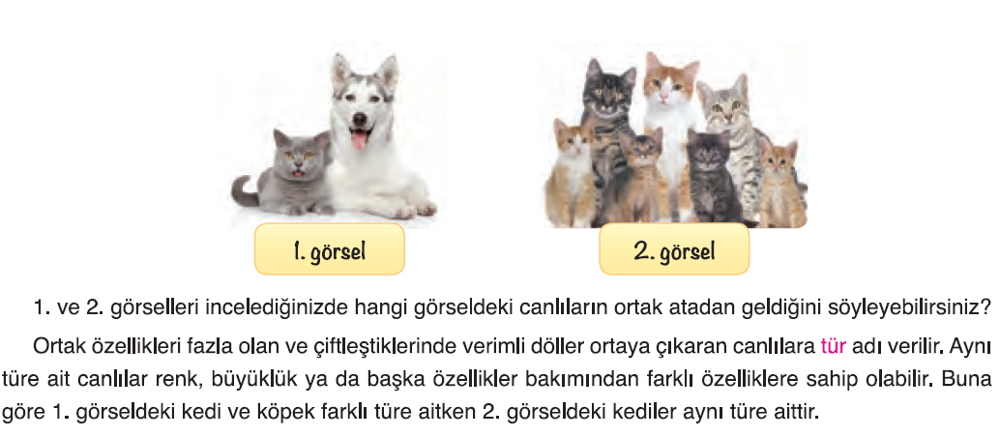 1. görsel
2. görsel
1. ve 2. görselleri incelediğinizde hangi görseldeki canlıların ortak atadan geldiğini söyleyebilirsiniz?
Ortak özellikleri fazla olan ve çiftleştiklerinde verimli döller ortaya çıkaran canlılara tür adı verilir. Aynı
türe ait canlılar renk, büyüklük ya da başka özellikler bakımından farklı özelliklere sahip olabilir. Buna
göre 1. görseldeki kedi ve köpek farklı türe aitken 2. görseldeki kediler aynı türe aittir.